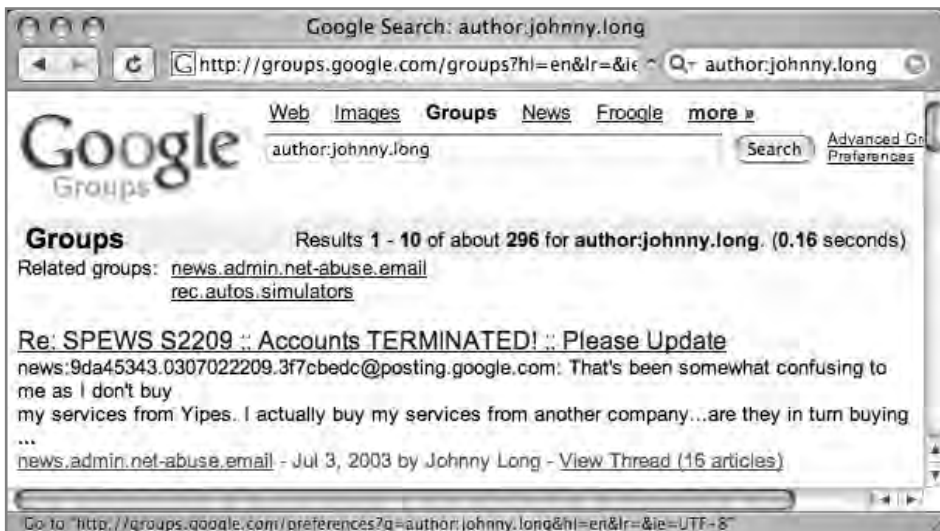 Google Search: author:johnny.long
http://groups.google.com/groups?hl=en&lr=&ie
author:johnny.long
Google
Groups
Web Images Groups News Froogle more »
author:johnny.long
Search
Advanced Gr
Preferences
Groups
Results 1 - 10 of about 296 for author:johnny.long. (0.16 seconds)
Related groups: news.admin.net-abuse.email
rec.autos.simulators
Re: SPEWS S2209 :: Accounts TERMINATED! :: Please Update
news:9da45343.0307022209.3f7cbedc@posting.google.com: That's been somewhat confusing to
me as I don't buy
my services from Yipes. I actually buy my services from another company...are they in turn buying
...
news.admin.net-abuse.email - Jul 3, 2003 by Johnny Long - View Thread (16 articles)
Go to "http://groups.google.com/preferences?q=author:johnny.long&hl=en&lr=&ie=UTF-8"